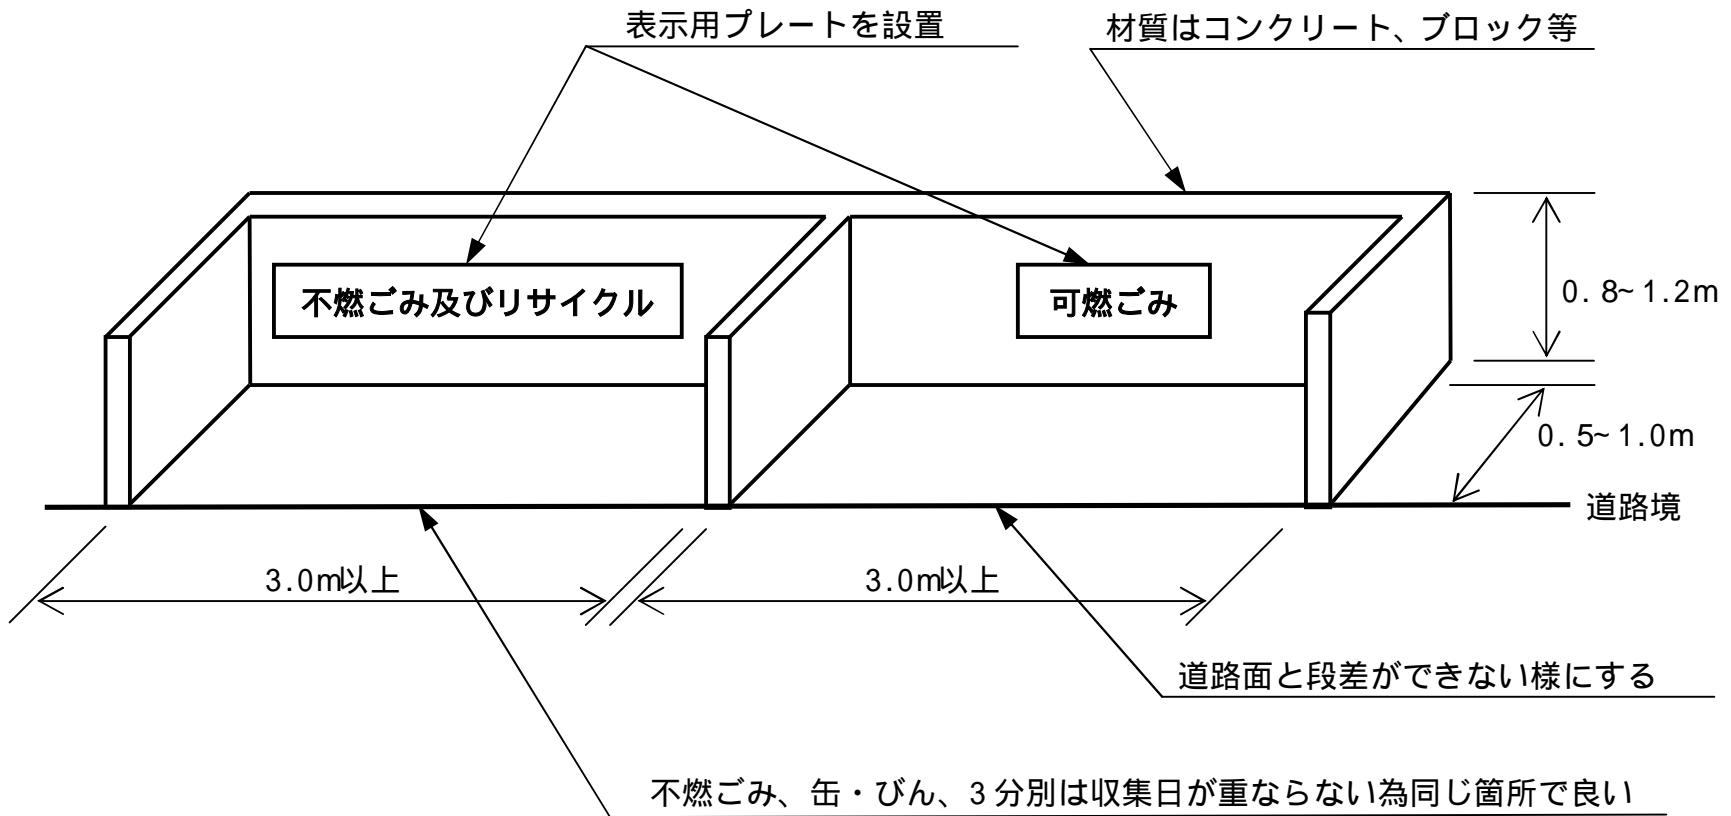 表示用プレートを設置
材質はコンクリート、ブロック等
不燃ごみ及びリサイクル
可燃ごみ
0.8~1.2m
0.5~1.0m
道路境
3.0m以上
3.0m以上
道路面と段差ができない様にする
不燃ごみ、缶・びん、3分別は収集日が重ならない為同じ箇所で良い